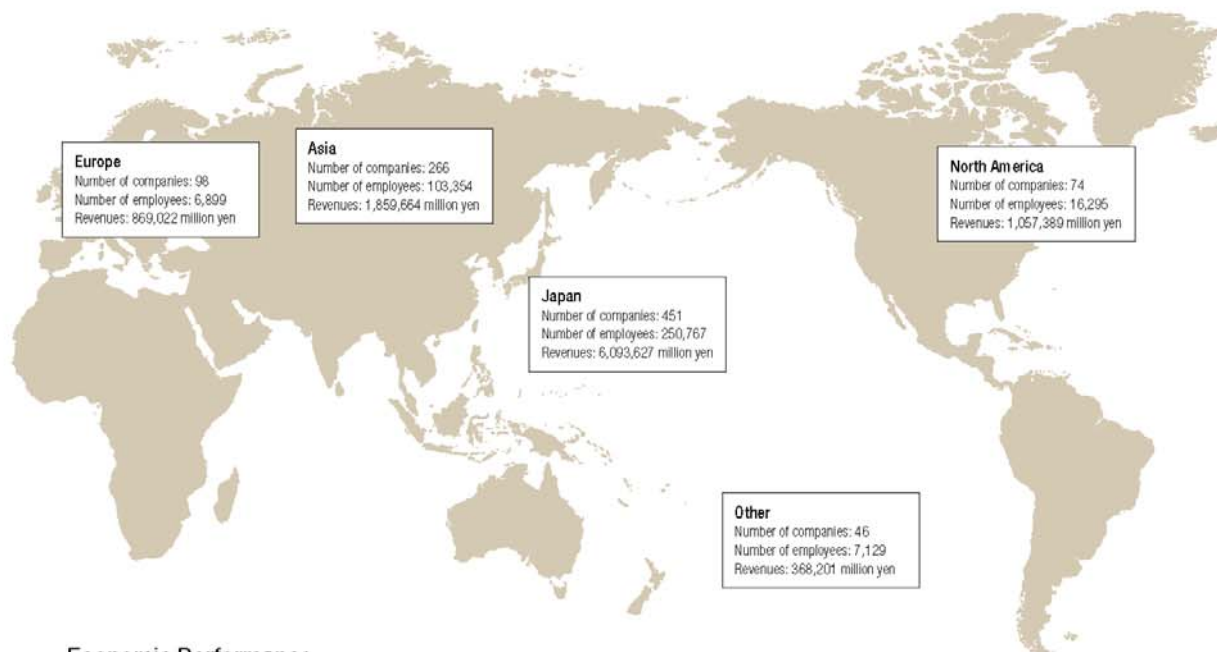 Europe
Number of companies: 98
Number of employees: 6,899
Revenues: 869,022 million yen
Asia
Number of companies: 266
Number of employees: 103,354
Revenues: 1,859,664 million yen
North America
Number of companies: 74
Number of employees: 16,295
Revenues: 1,057,389 million yen
Japan
Number of companies: 451
Number of employees: 250,767
Revenues: 6,093,627 million yen
Other
Number of companies: 46
Number of employees: 7,129
Revenues: 368,201 million yen
Economic Performance